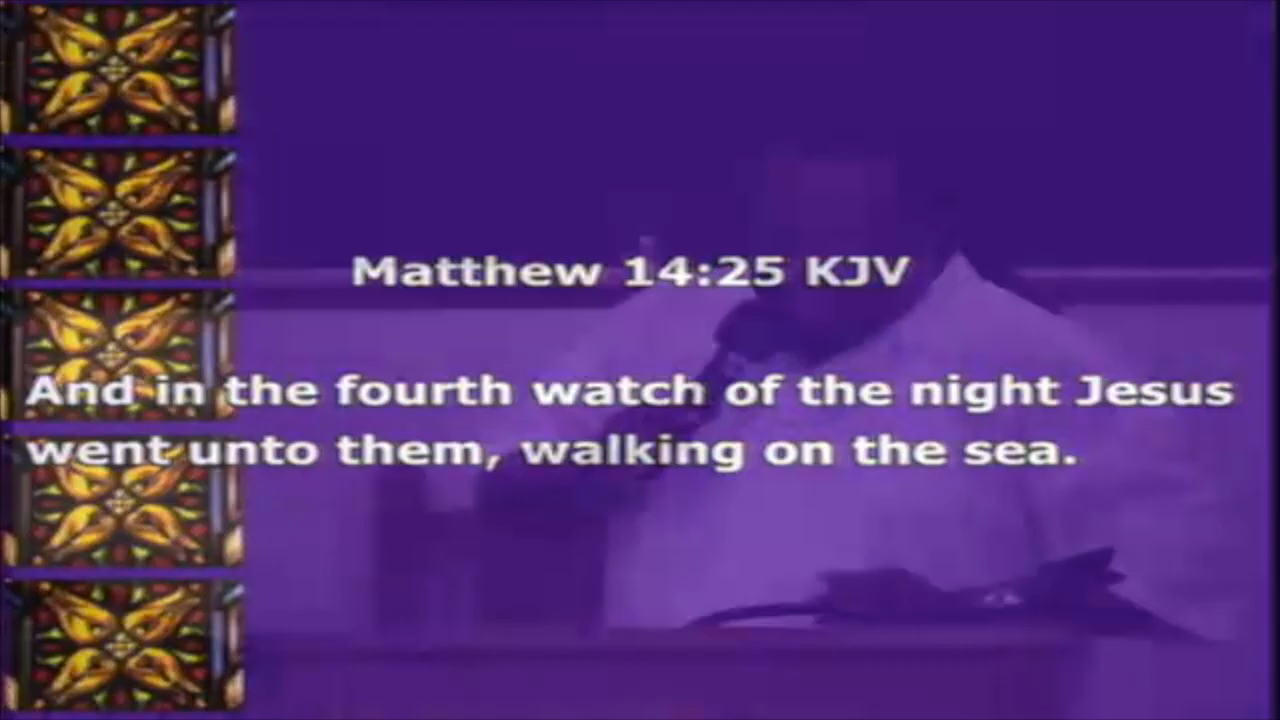 Matthew 14:25 KJV
And in the fourth watch of the night Jesus
went unto them, walking on the sea.